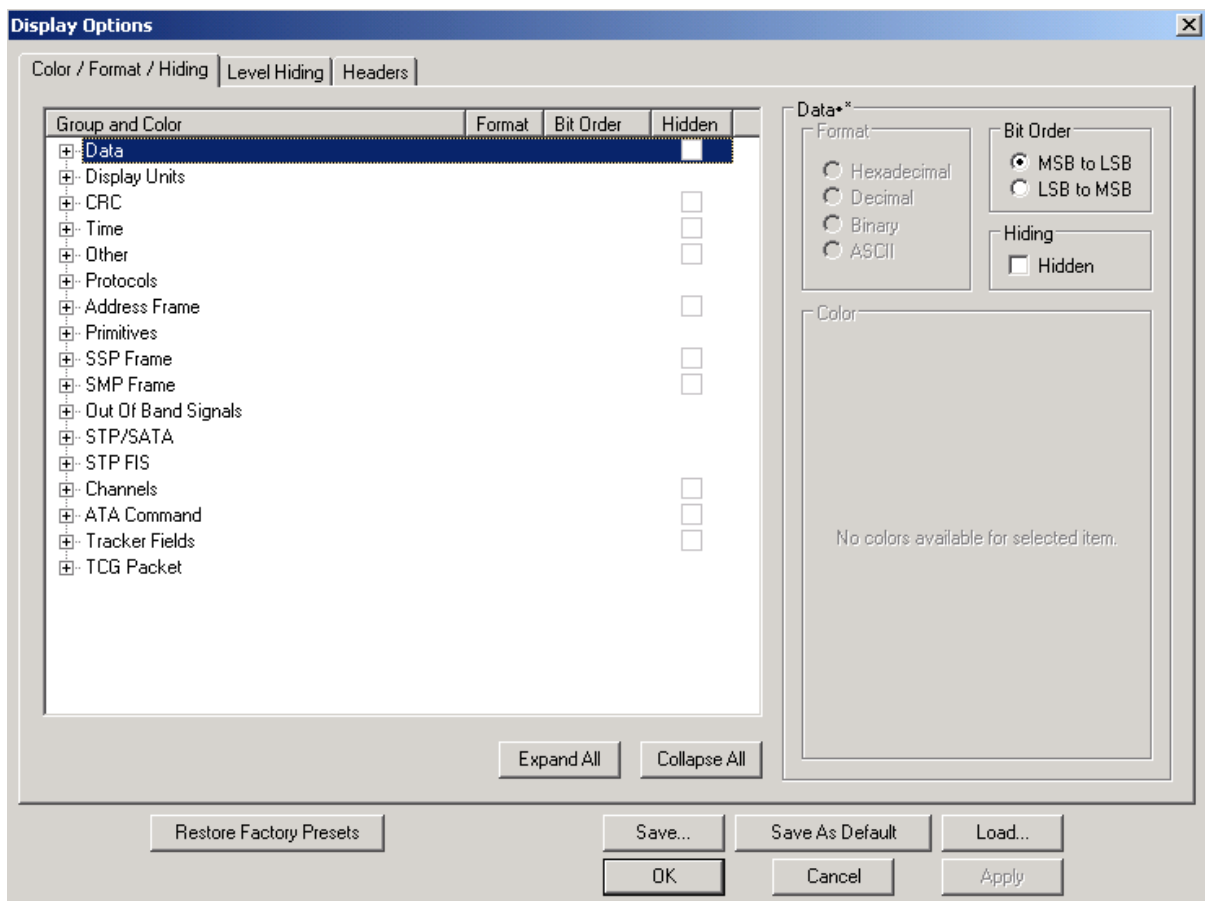 Display Options
Color / Format / Hiding
Level Hiding
Headers
Group and Color
Format
Bit Order
Hidden
Data
Display Units
CRC
Time
Other
Protocols
Address Frame
Primitives
SSP Frame
SMP Frame
Out Of Band Signals
STP/SATA
STP FIS
Channels
ATA Command
Tracker Fields
TCG Packet
Expand All
Collapse All
Data•*
Format
Hexadecimal
Decimal
Binary
ASCII
Bit Order
MSB to LSB
LSB to MSB
Hiding
Hidden
Color
No colors available for selected item.
Restore Factory Presets
Save...
Save As Default
Load...
OK
Cancel
Apply